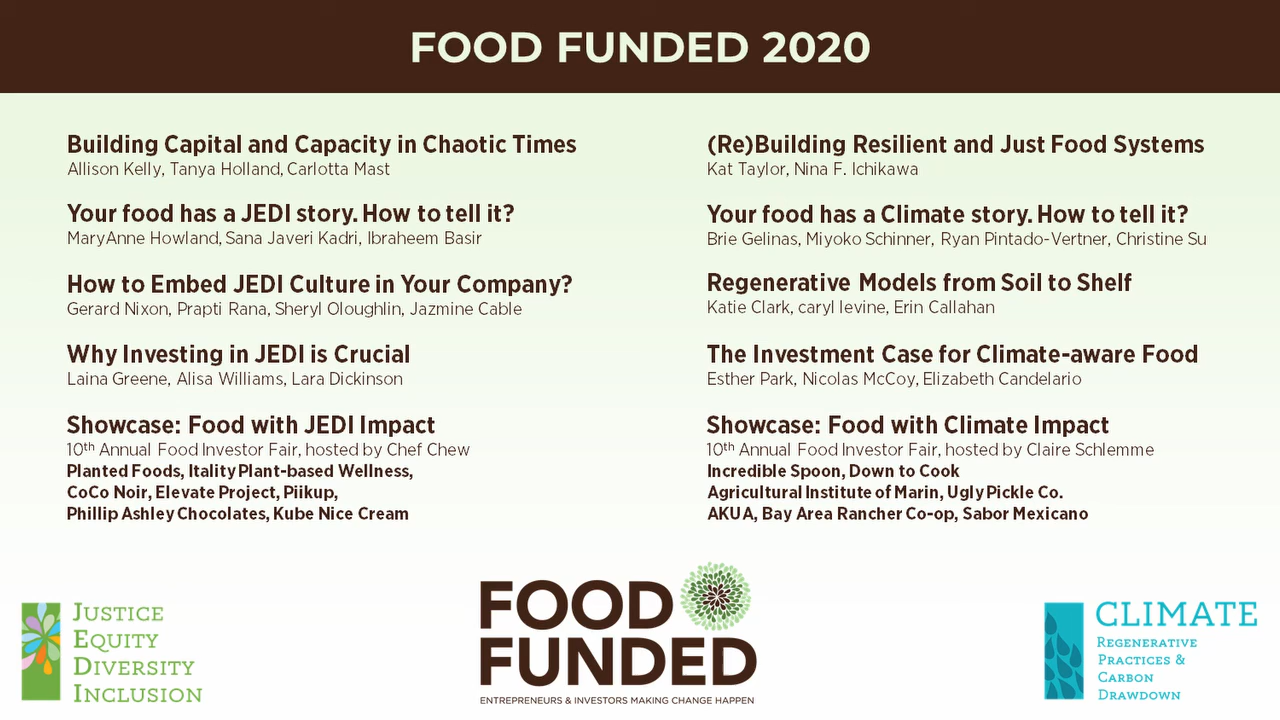 FOOD FUNDED 2020
Building Capital and Capacity in Chaotic Times
Allison Kelly, Tanya Holland, Carlotta Mast
Your food has a JEDI story. How to tell it?
MaryAnne Howland, Sana Javeri Kadri, Ibraheem Basir
How to Embed JEDI Culture in Your Company?
Gerard Nixon, Prapti Rana, Sheryl Oloughlin, Jazmine Cable
Why Investing in JEDI is Crucial
Laina Greene, Alisa Williams, Lara Dickinson
Showcase: Food with JEDI Impact
10th Annual Food Investor Fair, hosted by Chef Chew
Planted Foods, Itality Plant-based Wellness,
CoCo Noir, Elevate Project, Piikup,
Phillip Ashley Chocolates, Kube Nice Cream
(Re)Building Resilient and Just Food Systems
Kat Taylor, Nina F. Ichikawa
Your food has a Climate story. How to tell it?
Brie Gelinas, Miyoko Schinner, Ryan Pintado-Vertner, Christine Su
Regenerative Models from Soil to Shelf
Katie Clark, caryl levine, Erin Callahan
The Investment Case for Climate-aware Food
Esther Park, Nicolas McCoy, Elizabeth Candelario
Showcase: Food with Climate Impact
10th Annual Food Investor Fair, hosted by Claire Schlemme
Incredible Spoon, Down to Cook
Agricultural Institute of Marin, Ugly Pickle Co.
AKUA, Bay Area Rancher Co-op, Sabor Mexicano
JUSTICE
EQUITY
DIVERSITY
INCLUSION
FOOD
FUNDED
ENTREPRENEURS & INVESTORS MAKING CHANGE HAPPEN
CLIMATE
REGENERATIVE
PRACTICES &
CARBON
DRAWDOWN